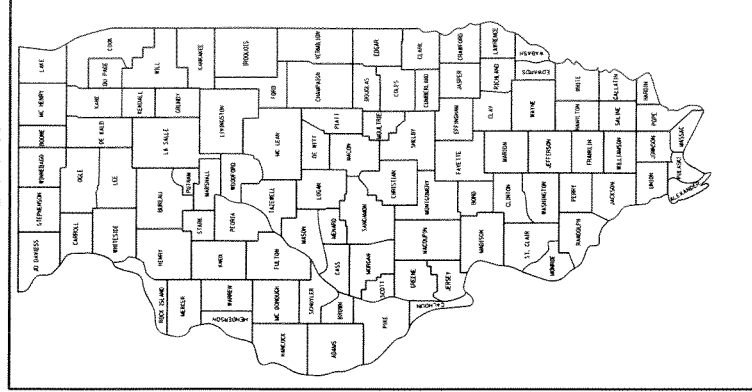 JO DAVIESS
STEPHENSON
WINNEBAGO
BOONE
MC HENRY
LAKE
CARROLL
OGLE
DE KALB
KANE
COOK
DU PAGE
WHITESIDE
LEE
KENDALL
WILL
ROCK ISLAND
HENRY
BUREAU
LA SALLE
GRUNDY
KANKAKEE
MERCER
PUTNAM
KNOX
STARK
MARSHALL
LIVINGSTON
IROQUOIS
HENDERSON
WARREN
PEORIA
WOODFORD
FORD
HANCOCK
MC DONOUGH
FULTON
TAZEWELL
MC LEAN
VERMILION
CHAMPAIGN
SCHUYLER
MASON
LOGAN
DE WITT
PIATT
ADAMS
BROWN
CASS
MENARD
MACON
DOUGLAS
EDGAR
PIKE
SCOTT
MORGAN
SANGAMON
CHRISTIAN
MOULTRIE
COLES
CLARK
SHELBY
CUMBERLAND
CALHOUN
GREENE
JERSEY
MACOUPIN
MONTGOMERY
FAYETTE
EFFINGHAM
JASPER
CRAWFORD
MADISON
BOND
CLAY
RICHLAND
LAWRENCE
ST. CLAIR
CLINTON
MARION
WAYNE
EDWARDS
WABASH
MONROE
WASHINGTON
JEFFERSON
RANDOLPH
PERRY
FRANKLIN
HAMILTON
WHITE
JACKSON
WILLIAMSON
SALINE
GALLATIN
UNION
JOHNSON
POPE
HARDIN
ALEXANDER
PULASKI
MASSAC